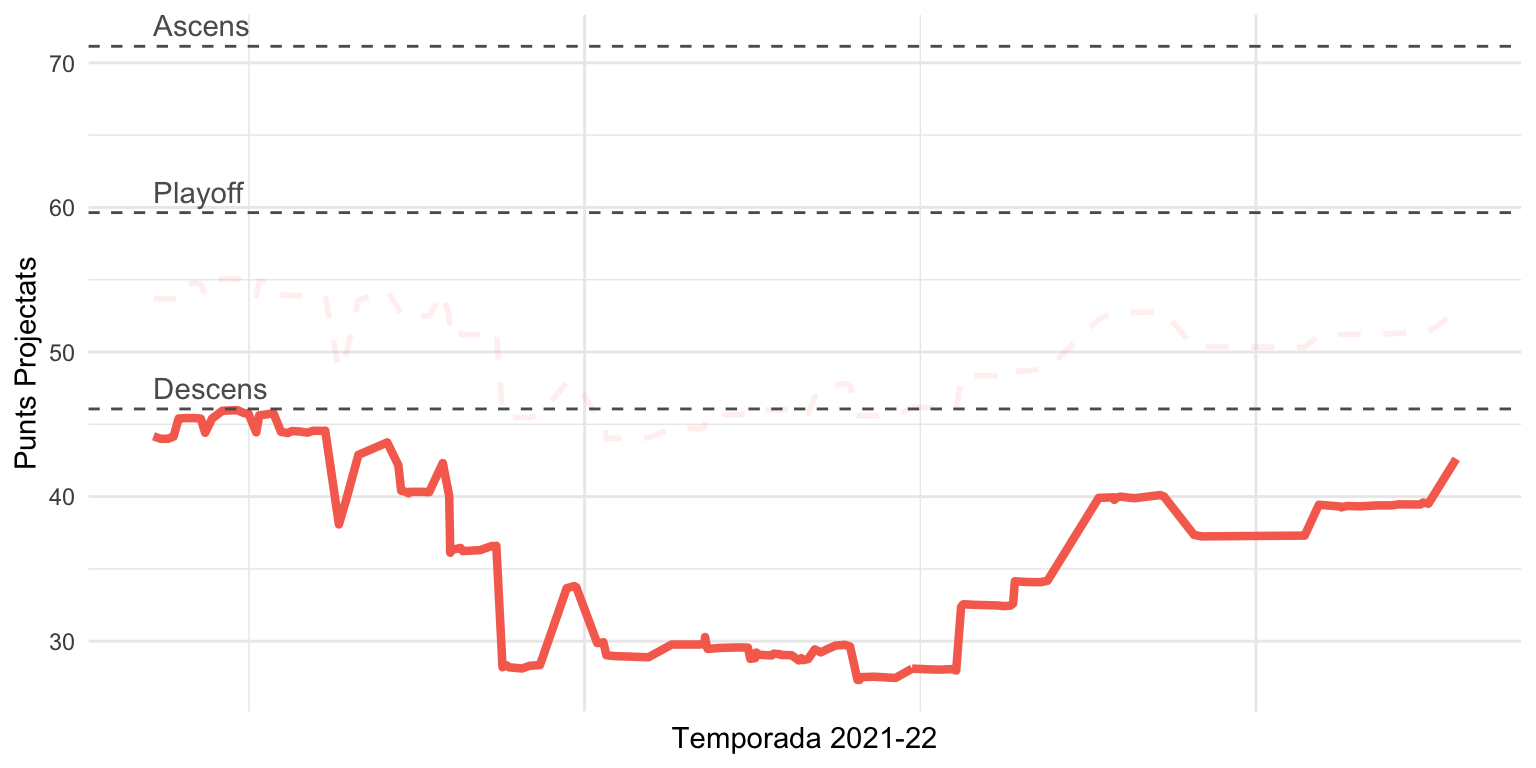 Ascens
70
Playoff
60
50
Descens
40
30
Punts Projectats
Temporada 2021-22